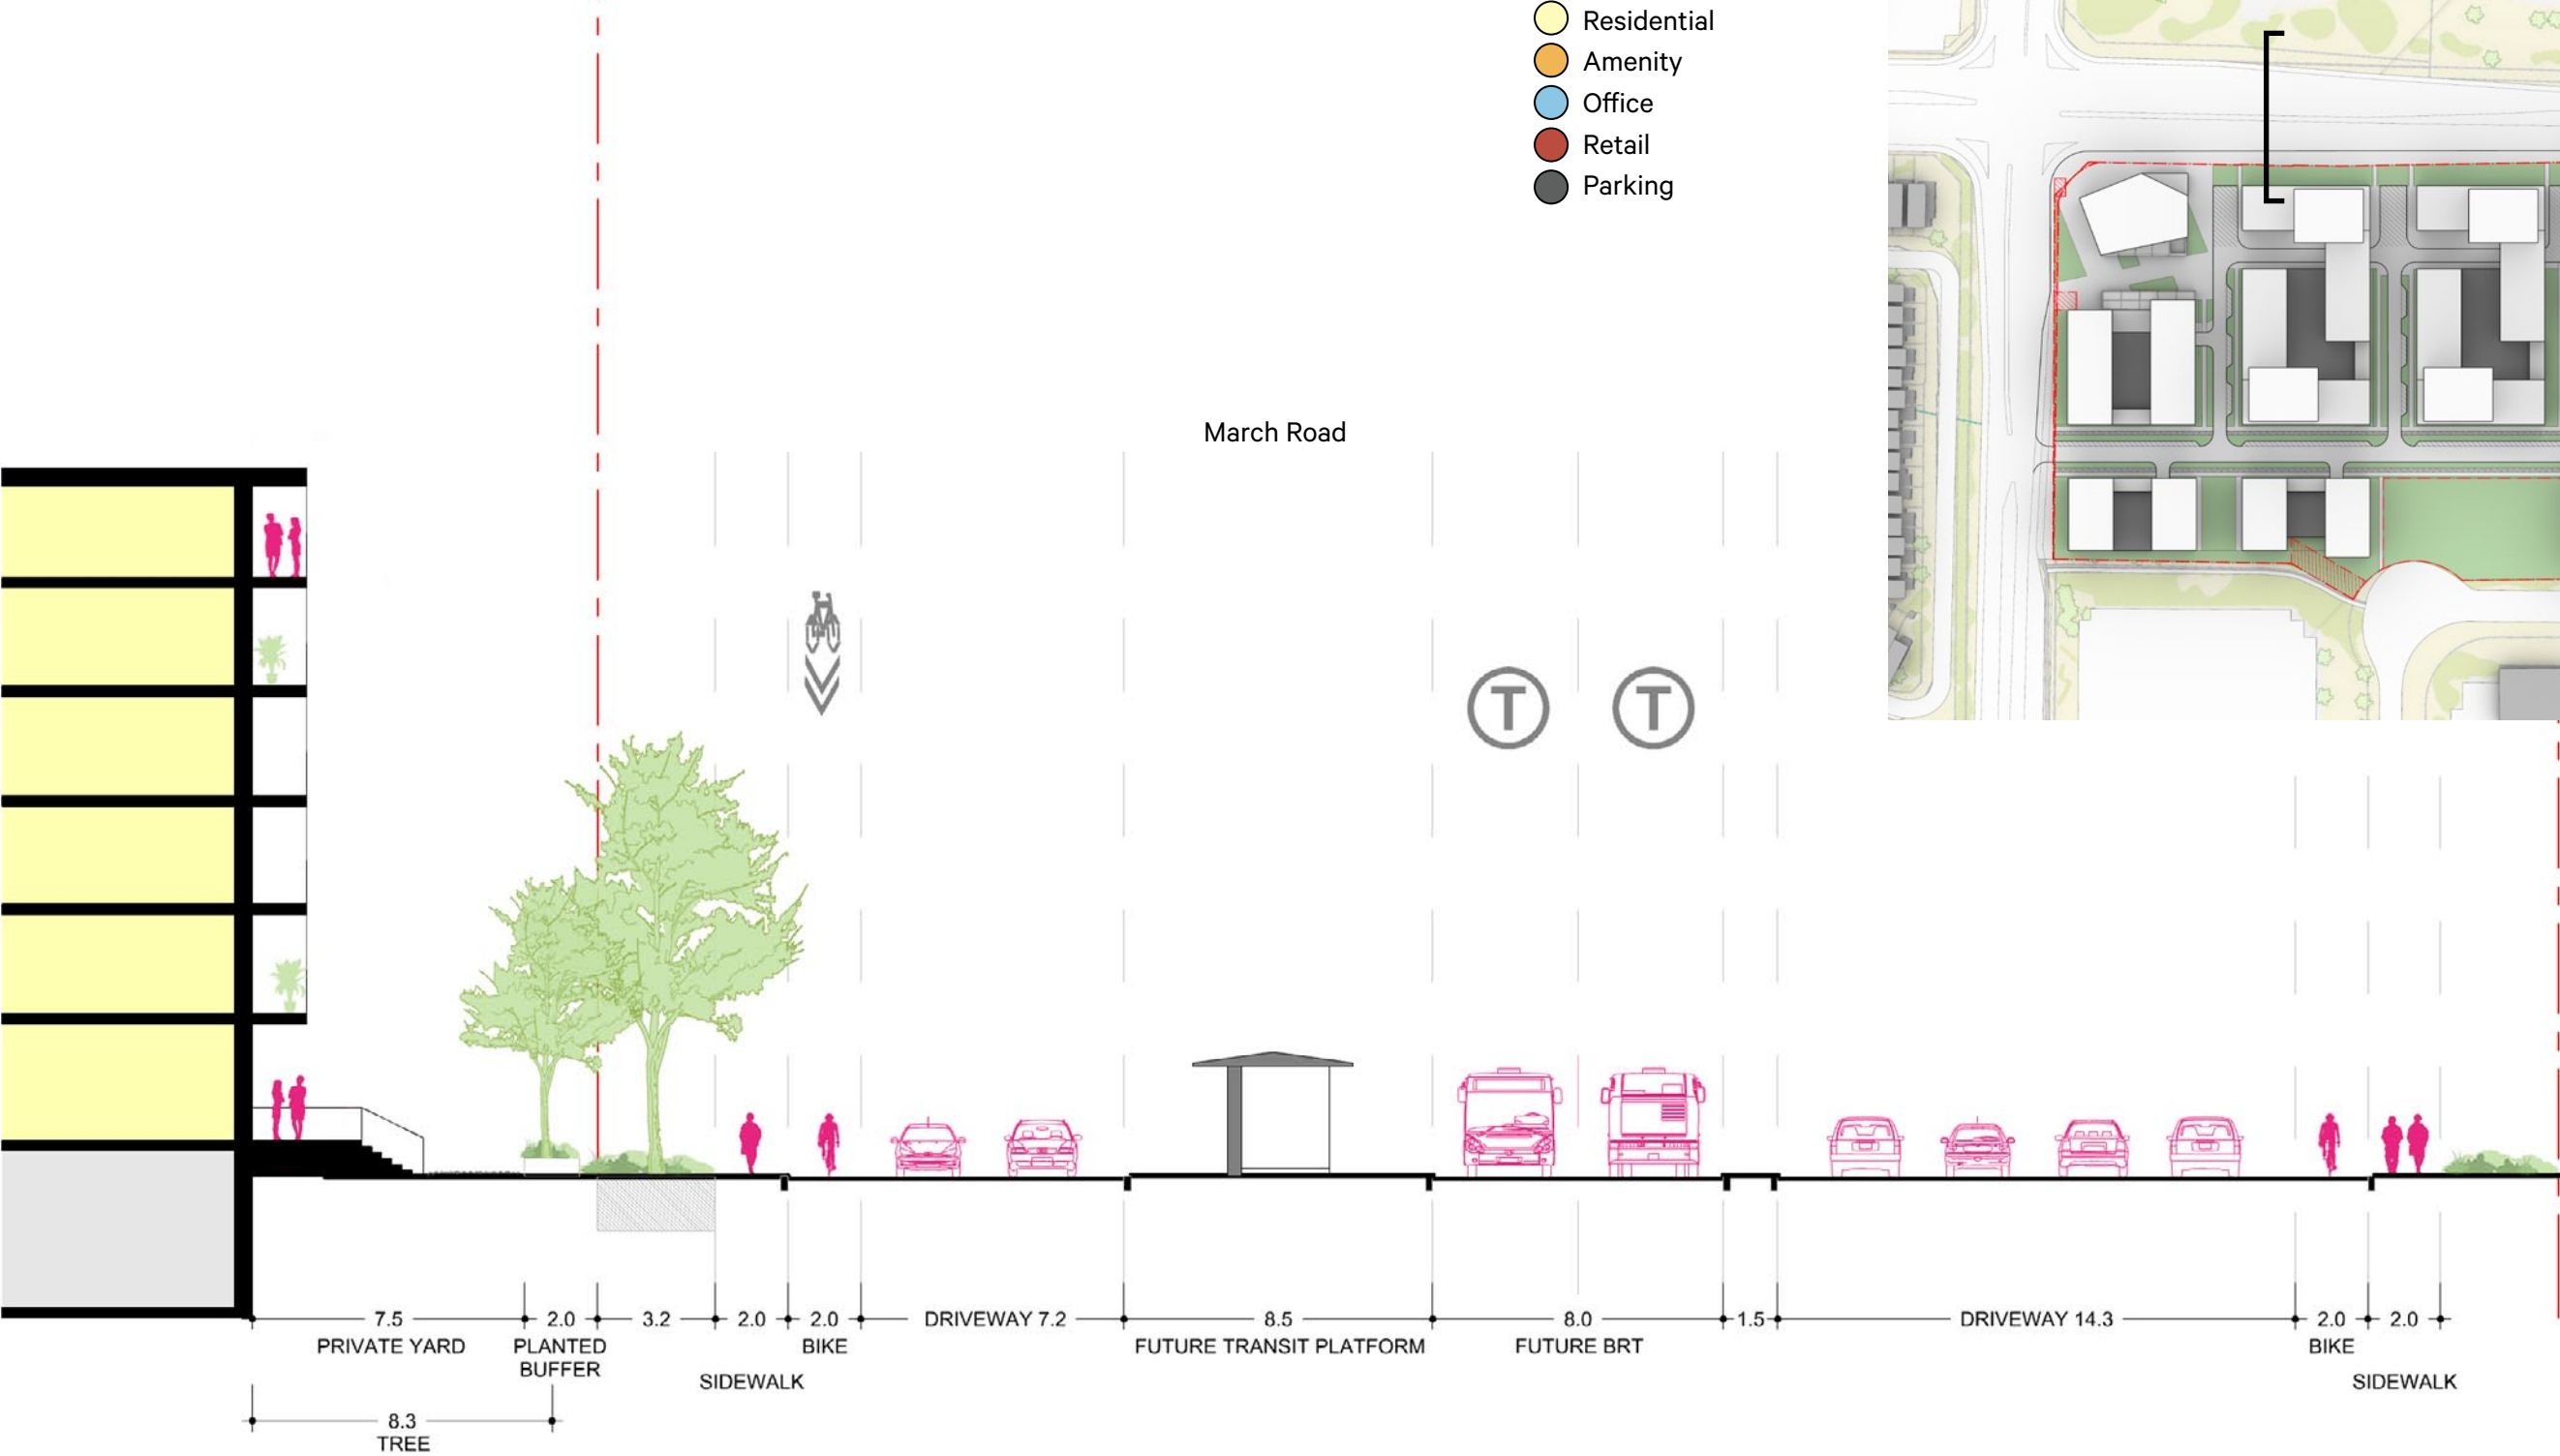 Residential
Amenity
Office
Retail
Parking
March Road
T
T
7.5
2.0
3.2
2.0
2.0
DRIVEWAY 7.2
8.5
8.0
1.5
DRIVEWAY 14.3
2.0
2.0
PRIVATE YARD
PLANTED
BUFFER
BIKE
FUTURE TRANSIT PLATFORM
FUTURE BRT
BIKE
SIDEWALK
SIDEWALK
8.3
TREE